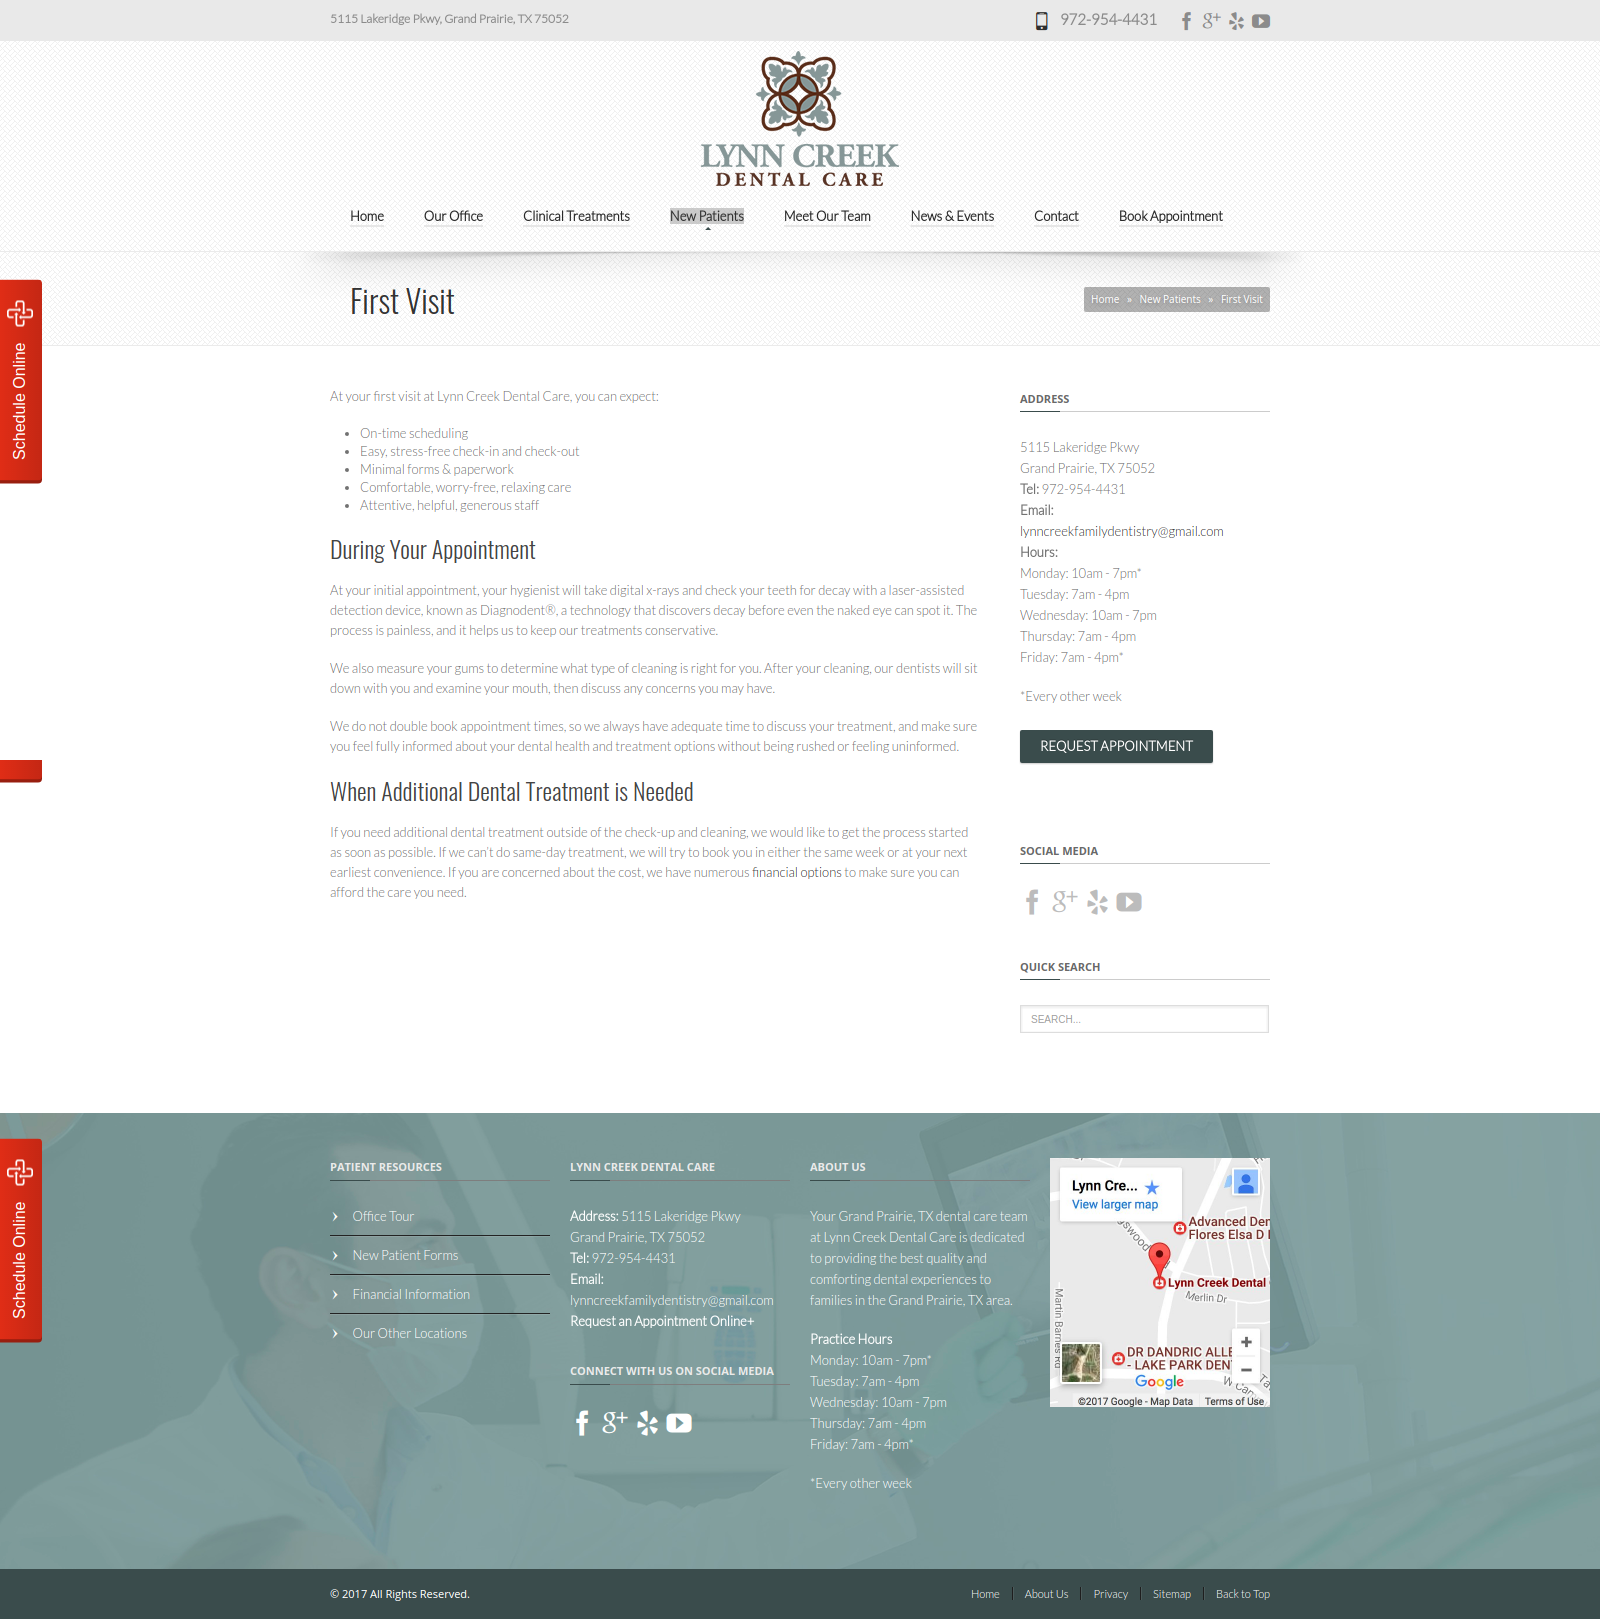 5115 Lakeridge Pkwy, Grand Prairie, TX 75052
972-954-4431
LYNN CREEK
DENTAL CARE
Home Our Office Clinical Treatments New Patients Meet Our Team News & Events Contact Book Appointment
First Visit
Home » New Patients » First Visit
Schedule Online
At your first visit at Lynn Creek Dental Care, you can expect:
• On-time scheduling
• Easy, stress-free check-in and check-out
• Minimal forms & paperwork
• Comfortable, worry-free, relaxing care
• Attentive, helpful, generous staff
During Your Appointment
At your initial appointment, your hygienist will take digital x-rays and check your teeth for decay with a laser-assisted
detection device, known as Diagnodent®, a technology that discovers decay before even the naked eye can spot it. The
process is painless, and it helps us to keep our treatments conservative.
We also measure your gums to determine what type of cleaning is right for you. After your cleaning, our dentists will sit
down with you and examine your mouth, then discuss any concerns you may have.
We do not double book appointment times, so we always have adequate time to discuss your treatment, and make sure
you feel fully informed about your dental health and treatment options without being rushed or feeling uninformed.
When Additional Dental Treatment is Needed
If you need additional dental treatment outside of the check-up and cleaning, we would like to get the process started
as soon as possible. If we can't do same-day treatment, we will try to book you in either the same week or at your next
earliest convenience. If you are concerned about the cost, we have numerous financial options to make sure you can
afford the care you need.
ADDRESS
5115 Lakeridge Pkwy
Grand Prairie, TX 75052
Tel: 972-954-4431
Email:
lynncreekfamilydentistry@gmail.com
Hours:
Monday: 10am - 7pm*
Tuesday: 7am - 4pm
Wednesday: 10am - 7pm
Thursday: 7am - 4pm
Friday: 7am - 4pm*
*Every other week
REQUEST APPOINTMENT
SOCIAL MEDIA
QUICK SEARCH
SEARCH...
Schedule Online
PATIENT RESOURCES
Office Tour
New Patient Forms
Financial Information
Our Other Locations
LYNN CREEK DENTAL CARE
Address: 5115 Lakeridge Pkwy
Grand Prairie, TX 75052
Tel: 972-954-4431
Email:
lynncreekfamilydentistry@gmail.com
Request an Appointment Online+
CONNECT WITH US ON SOCIAL MEDIA
ABOUT US
Your Grand Prairie, TX dental care team
at Lynn Creek Dental Care is dedicated
to providing the best quality and
comforting dental experiences to
families in the Grand Prairie, TX area.
Practice Hours
Monday: 10am - 7pm*
Tuesday: 7am - 4pm
Wednesday: 10am - 7pm
Thursday: 7am - 4pm
Friday: 7am - 4pm*
*Every other week
Lynn Cre...
View larger map
Advanced Den
Flores Elsa D
Lynn Creek Dental
Merlin Dr
Martin Barnes Rd
DR DANDRIC ALLE
- LAKE PARK DEN
Google
©2017 Google - Map Data Terms of Use
© 2017 All Rights Reserved.
Home About Us Privacy Sitemap Back to Top